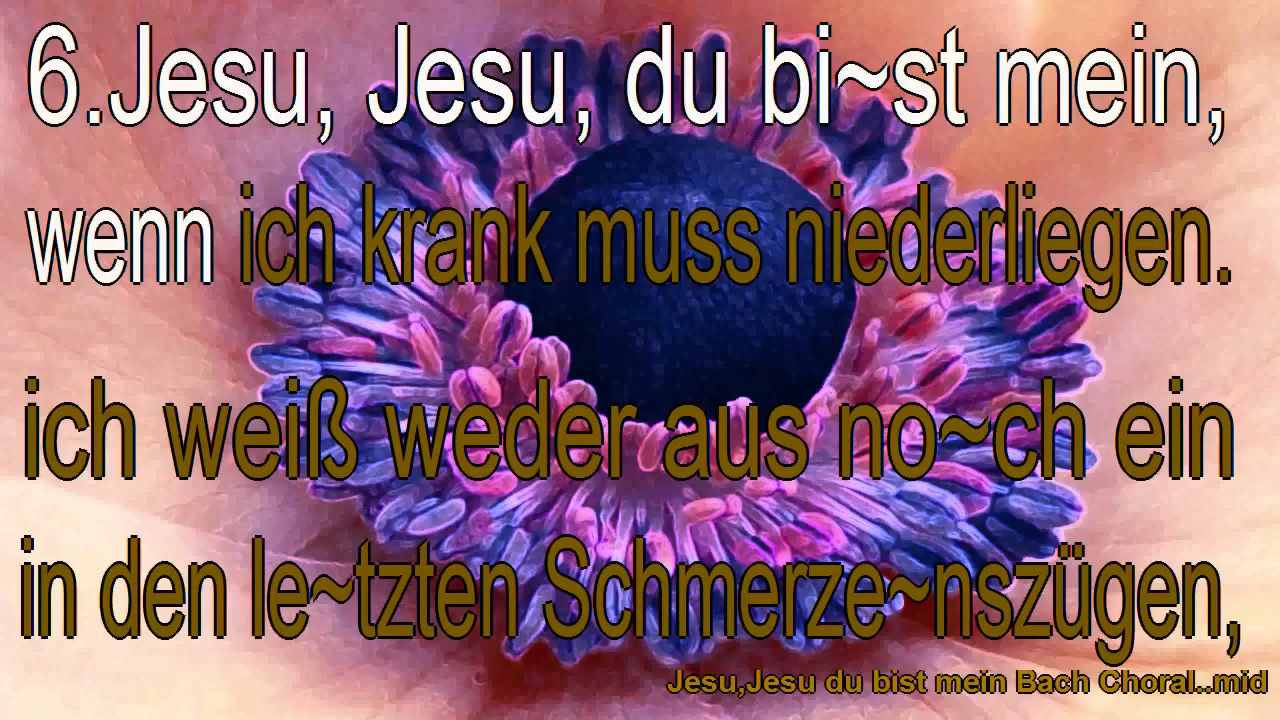 6.Jesu, Jesu, du bi~st mein,
wenn ich krank muss niederliegen.
ich weiß weder aus no~ch ein
in den le~tzten Schmerze~nszügen,
Jesu,Jesu du bist mein Bach Choral..mid